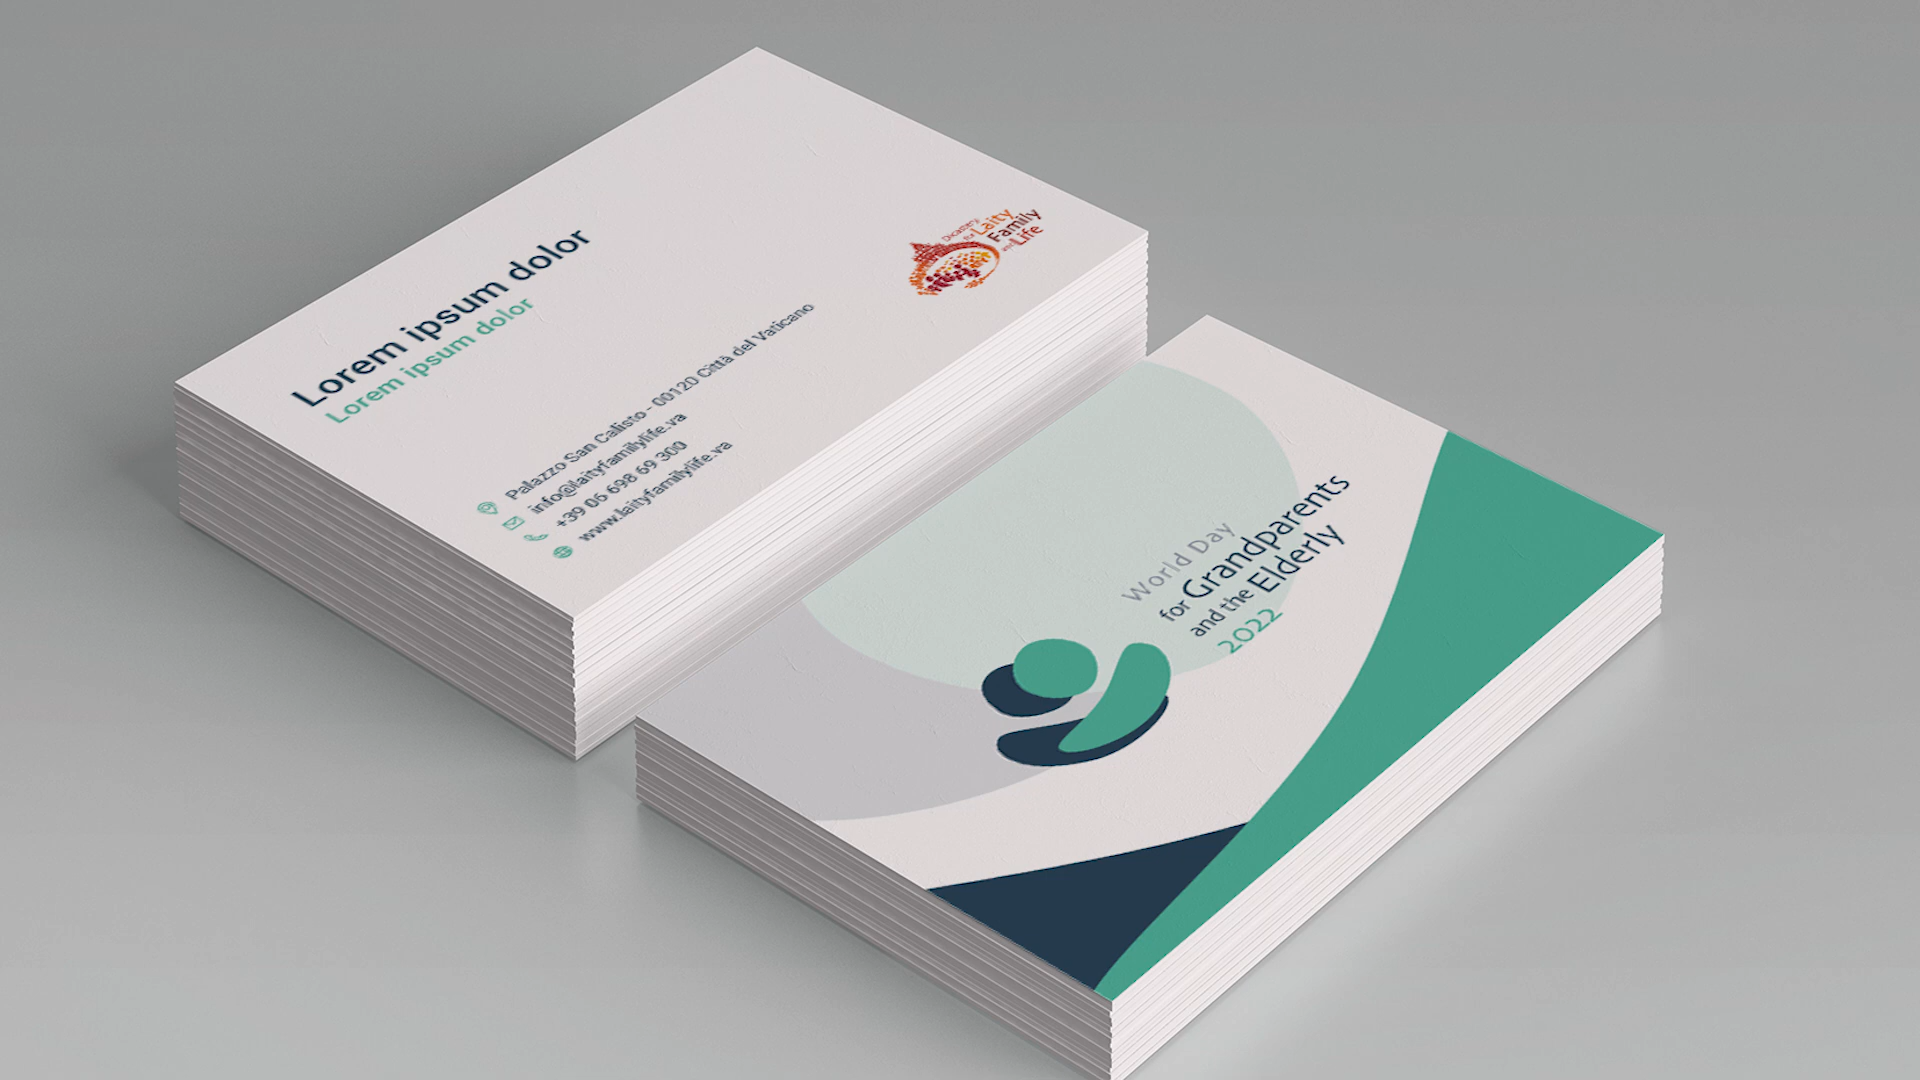 Lorem ipsum dolor
Lorem ipsum dolor
Palazzo San Calisto - 00120 Città del Vaticano
info@laityfamilylife.va
+39 06 698 69 300
www.laityfamilylife.va
Dicastery
for Laity
Family
and Life
World Day
for Grandparents
and the Elderly
2022